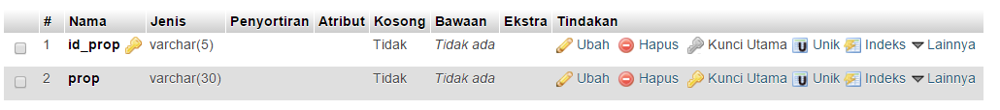 # Nama Jenis Penyortiran Atribut Kosong Bawaan Ekstra Tindakan
1 id_prop varchar(5) Tidak Tidak ada Ubah Hapus Kunci Utama Unik Indeks Lainnya
2 prop varchar(30) Tidak Tidak ada Ubah Hapus Kunci Utama Unik Indeks Lainnya